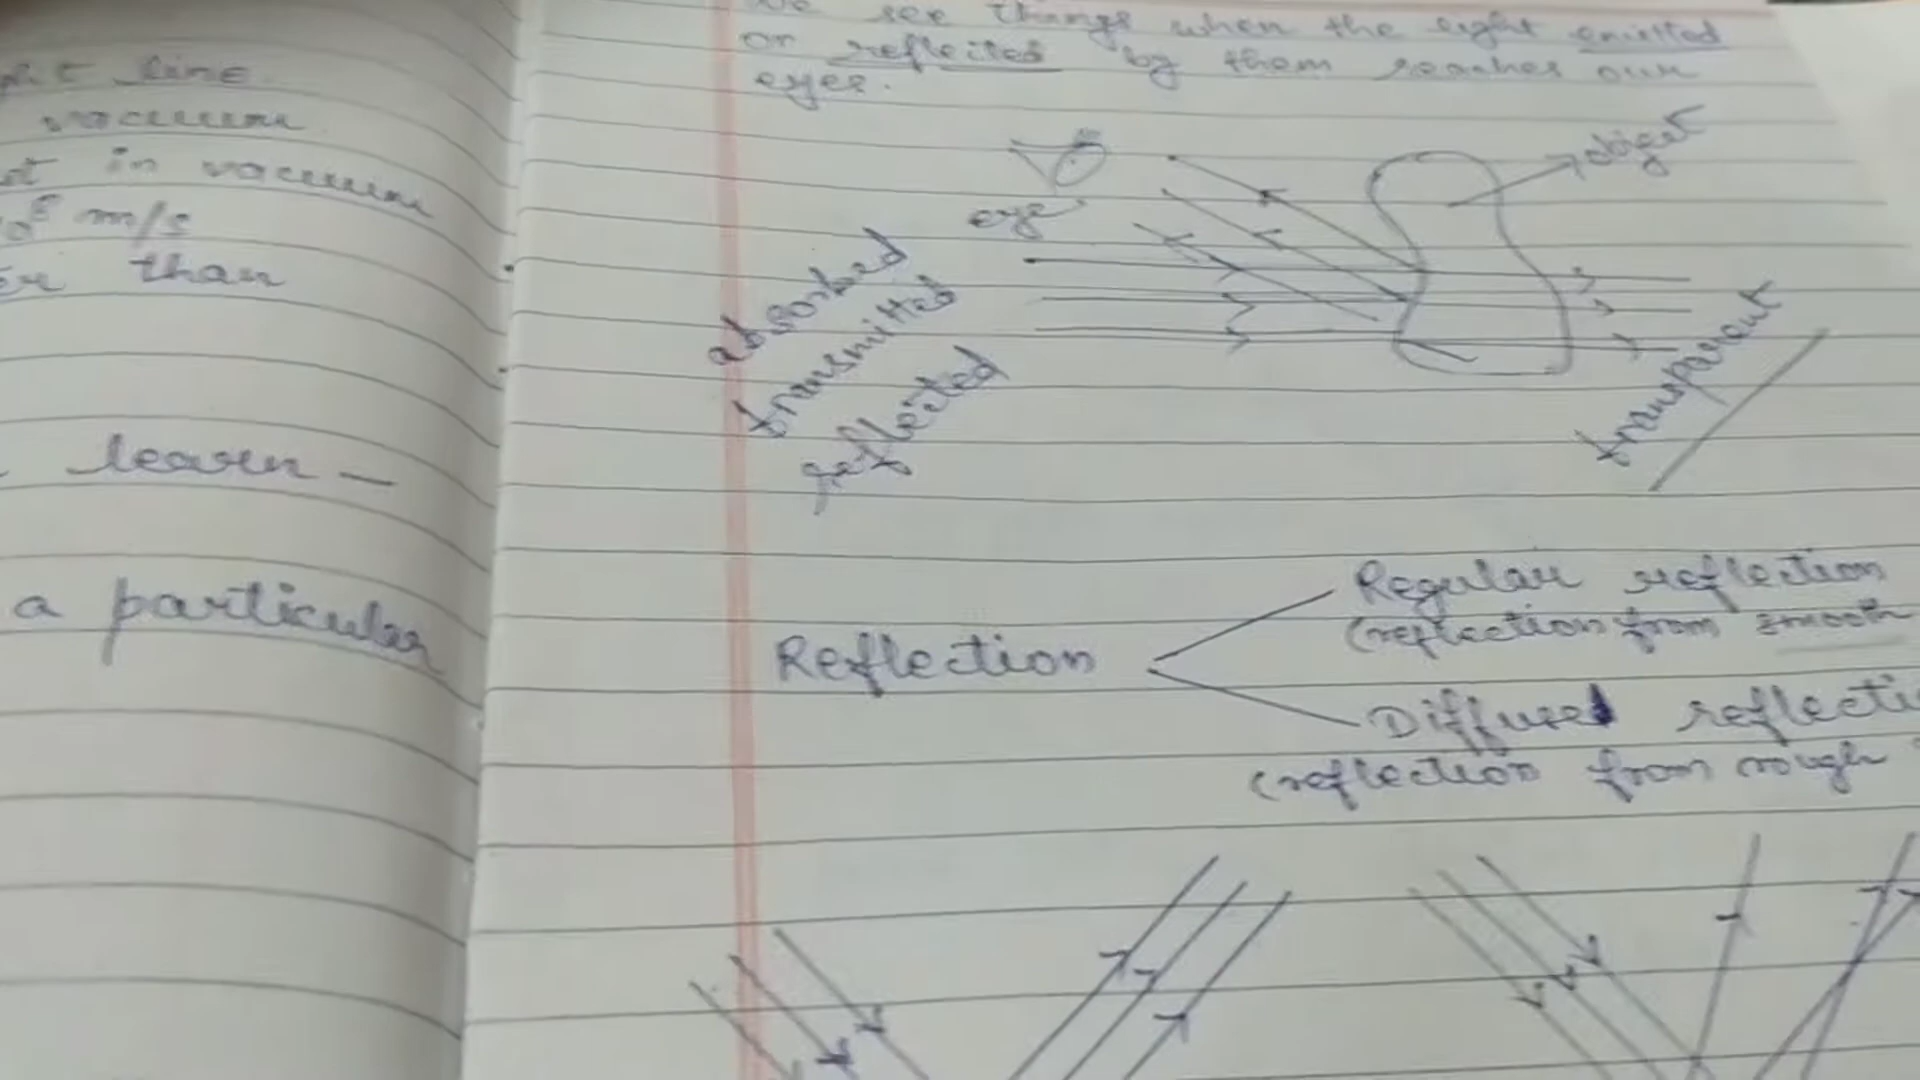 line
vacuum
in vacuum
m/s
than
learn —
a particular
we see things when the light emitted
or reflected by them reaches our
eyes.
object
eye
absorbed
transmitted
reflected
transparent
Regular reflection
(reflection from smooth
Reflection
Diffused reflecti
(reflection from rough